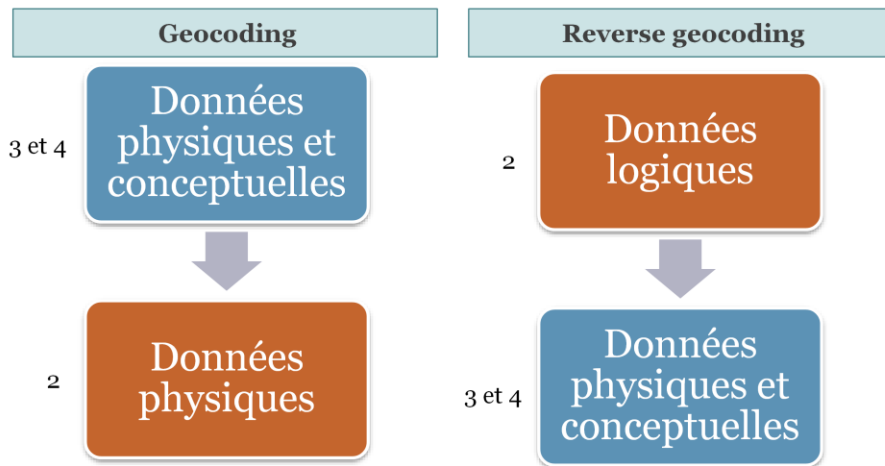 Geocoding
3 et 4
Données
physiques et
conceptuelles
2
Données
physiques
Reverse geocoding
2
Données
logiques
3 et 4
Données
physiques et
conceptuelles